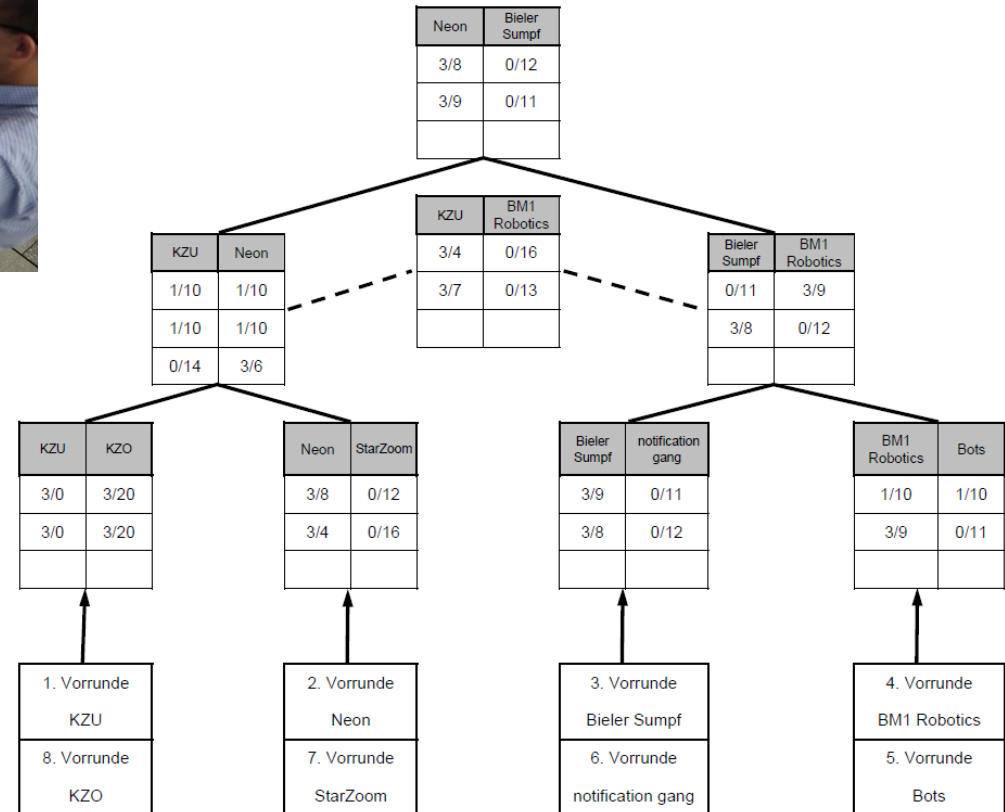 Neon Bieler Sumpf
3/8 0/12
3/9 0/11
KZU BM1 Robotics
3/4 0/16
3/7 0/13
KZU Neon
1/10 1/10
1/10 1/10
0/14 3/6
Bieler Sumpf BM1 Robotics
0/11 3/9
3/8 0/12
KZU KZO
3/0 3/20
3/0 3/20
Neon StarZoom
3/8 0/12
3/4 0/16
Bieler Sumpf notification gang
3/9 0/11
3/8 0/12
BM1 Robotics Bots
1/10 1/10
3/9 0/11
1. Vorrunde
KZU
8. Vorrunde
KZO
2. Vorrunde
Neon
7. Vorrunde
StarZoom
3. Vorrunde
Bieler Sumpf
6. Vorrunde
notification gang
4. Vorrunde
BM1 Robotics
5. Vorrunde
Bots